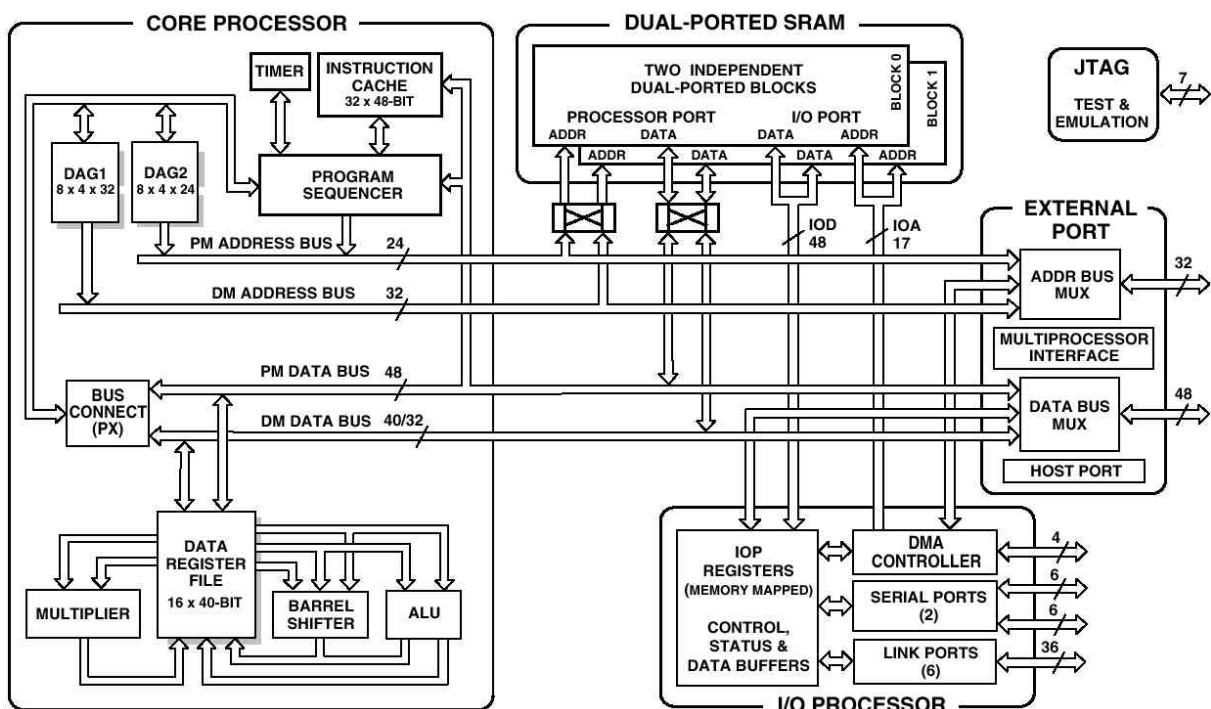 CORE PROCESSOR
TIMER
INSTRUCTION
CACHE
32 x 48-BIT
DAG1
8 x 4 x 32
DAG2
8 x 4 x 24
PROGRAM
SEQUENCER
PM ADDRESS BUS 24
DM ADDRESS BUS 32
PM DATA BUS 48
DM DATA BUS 40/32
BUS
CONNECT
(PX)
DATA
REGISTER
FILE
16 x 40-BIT
MULTIPLIER
BARREL
SHIFTER
ALU
DUAL-PORTED SRAM
TWO INDEPENDENT
DUAL-PORTED BLOCKS
BLOCK 0
BLOCK 1
PROCESSOR PORT I/O PORT
ADDR DATA DATA ADDR
ADDR DATA DATA ADDR
IOD
48
IOA
17
JTAG
TEST &
EMULATION
7
EXTERNAL
PORT
ADDR BUS
MUX
32
MULTIPROCESSOR
INTERFACE
DATA BUS
MUX
48
HOST PORT
IOP
REGISTERS
(MEMORY MAPPED)
CONTROL,
STATUS &
DATA BUFFERS
DMA
CONTROLLER
4
SERIAL PORTS
(2)
6
6
LINK PORTS
(6)
36
I/O PROCESSOR